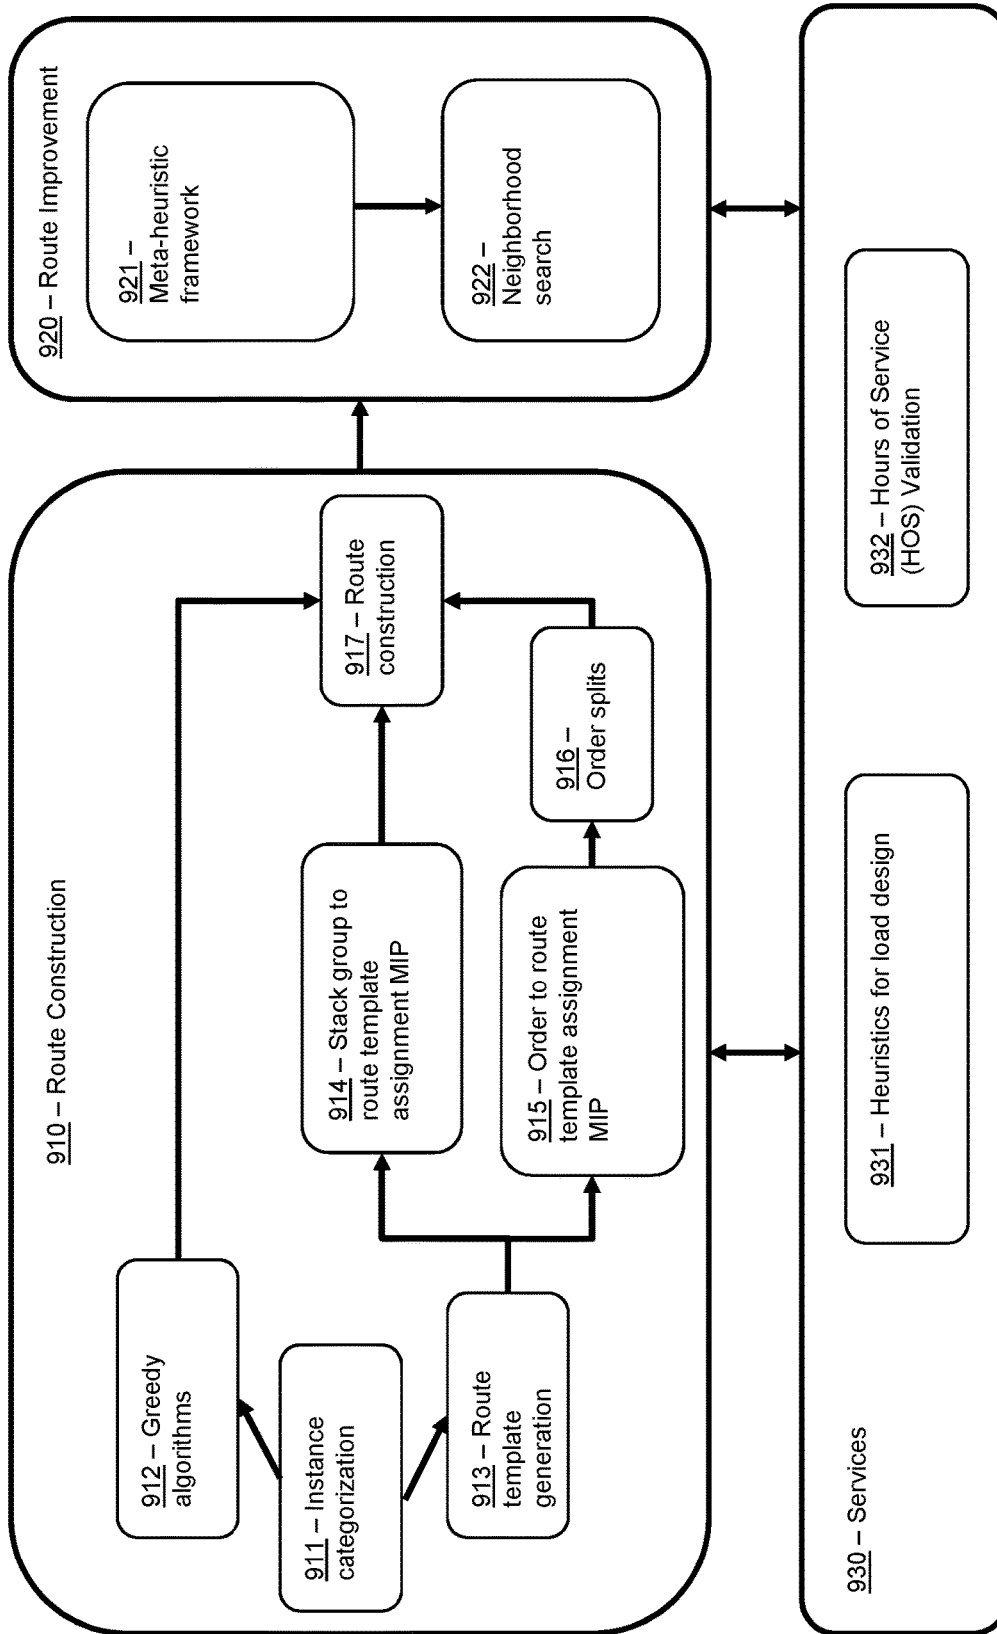 910 – Route Construction
912 – Greedy
algorithms
911 – Instance
categorization
913 – Route
template
generation
914 – Stack group to
route template
assignment MIP
915 – Order to route
template assignment
MIP
916 –
Order splits
917 – Route
construction
920 – Route Improvement
921 –
Meta-heuristic
framework
922 –
Neighborhood
search
930 – Services
931 – Heuristics for load design
932 – Hours of Service
(HOS) Validation